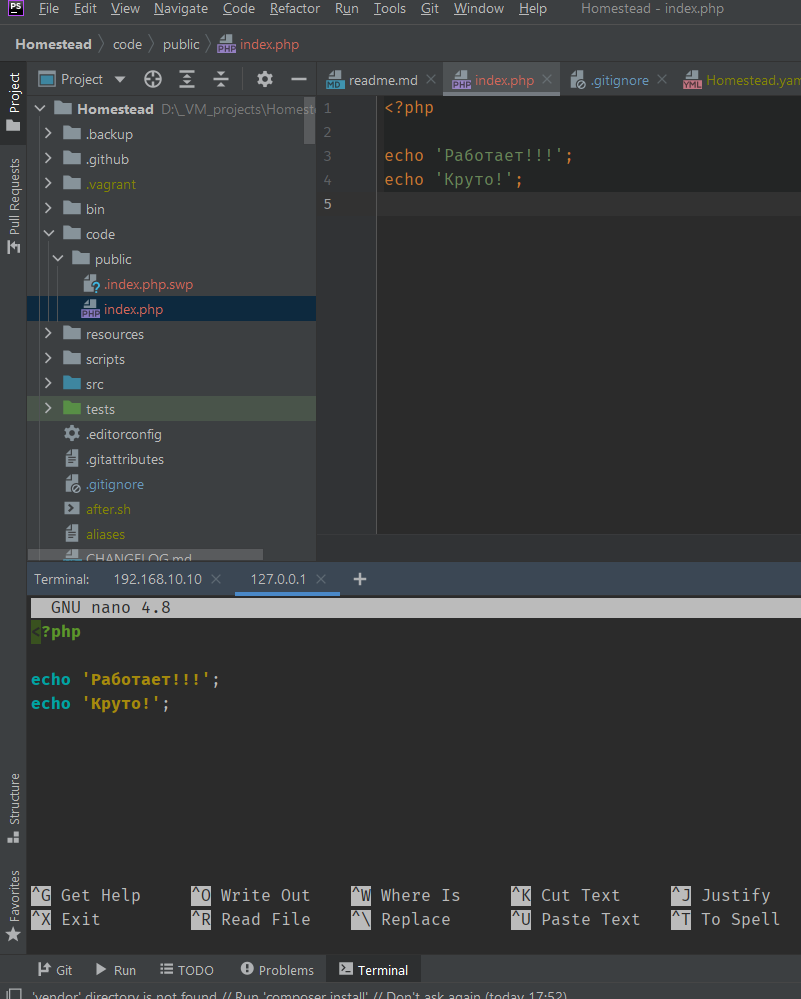 PS File Edit View Navigate Code Refactor Run Tools Git Window Help Homestead - index.php
Homestead code public index.php
Project
Pull Requests
Project
readme.md index.php .gitignore Homestead.yam
Homestead D:\_VM_projects\Homest
.backup
.github
.vagrant
bin
code
public
.index.php.swp
index.php
resources
scripts
src
tests
.editorconfig
.gitattributes
.gitignore
after.sh
aliases
CHANGELOG.md
1 <?php
2
3 echo 'Работает!!!';
4 echo 'Круто!';
5
Terminal: 192.168.10.10 127.0.0.1
GNU nano 4.8
<?php
echo 'Работает!!!';
echo 'Круто!';
^G Get Help ^O Write Out ^W Where Is ^K Cut Text ^J Justify
^X Exit ^R Read File ^\ Replace ^U Paste Text ^T To Spell
Structure
Favorites
Git Run TODO Problems Terminal
'vendor' directory is not found // Run 'composer install' // Don't ask again (today 17:52)